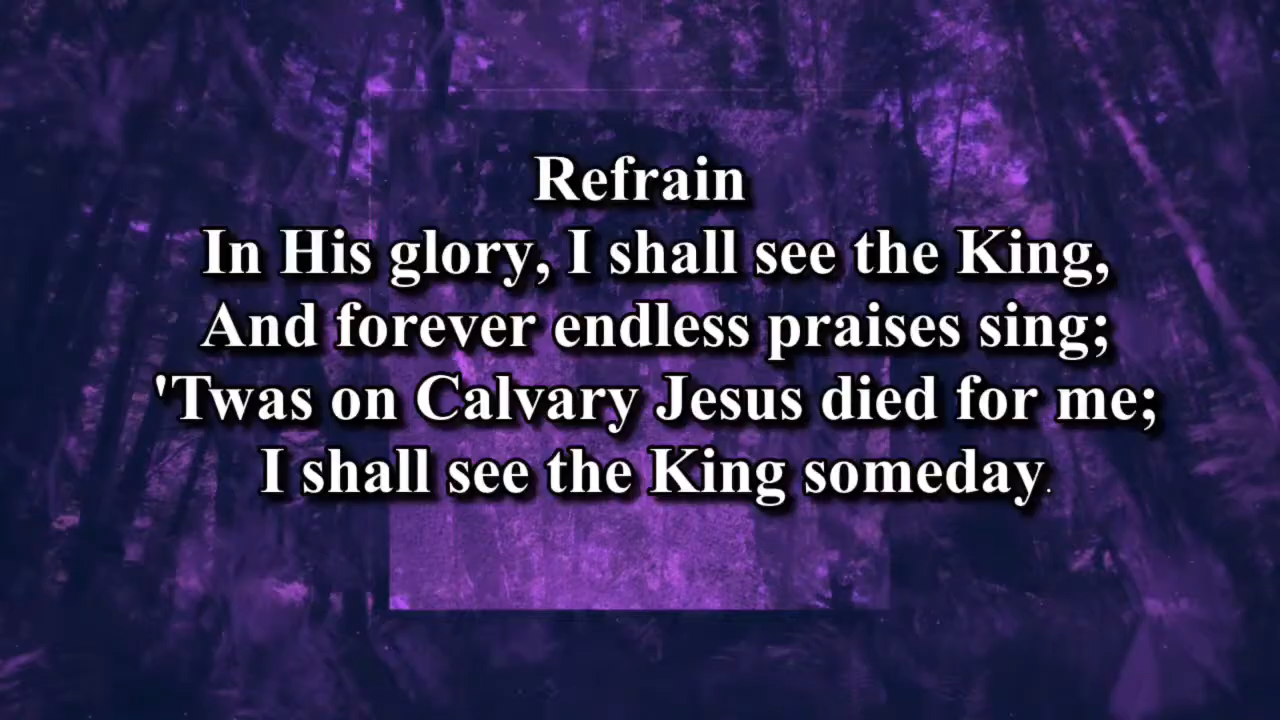 Refrain
In His glory, I shall see the King,
And forever endless praises sing;
'Twas on Calvary Jesus died for me;
I shall see the King someday.